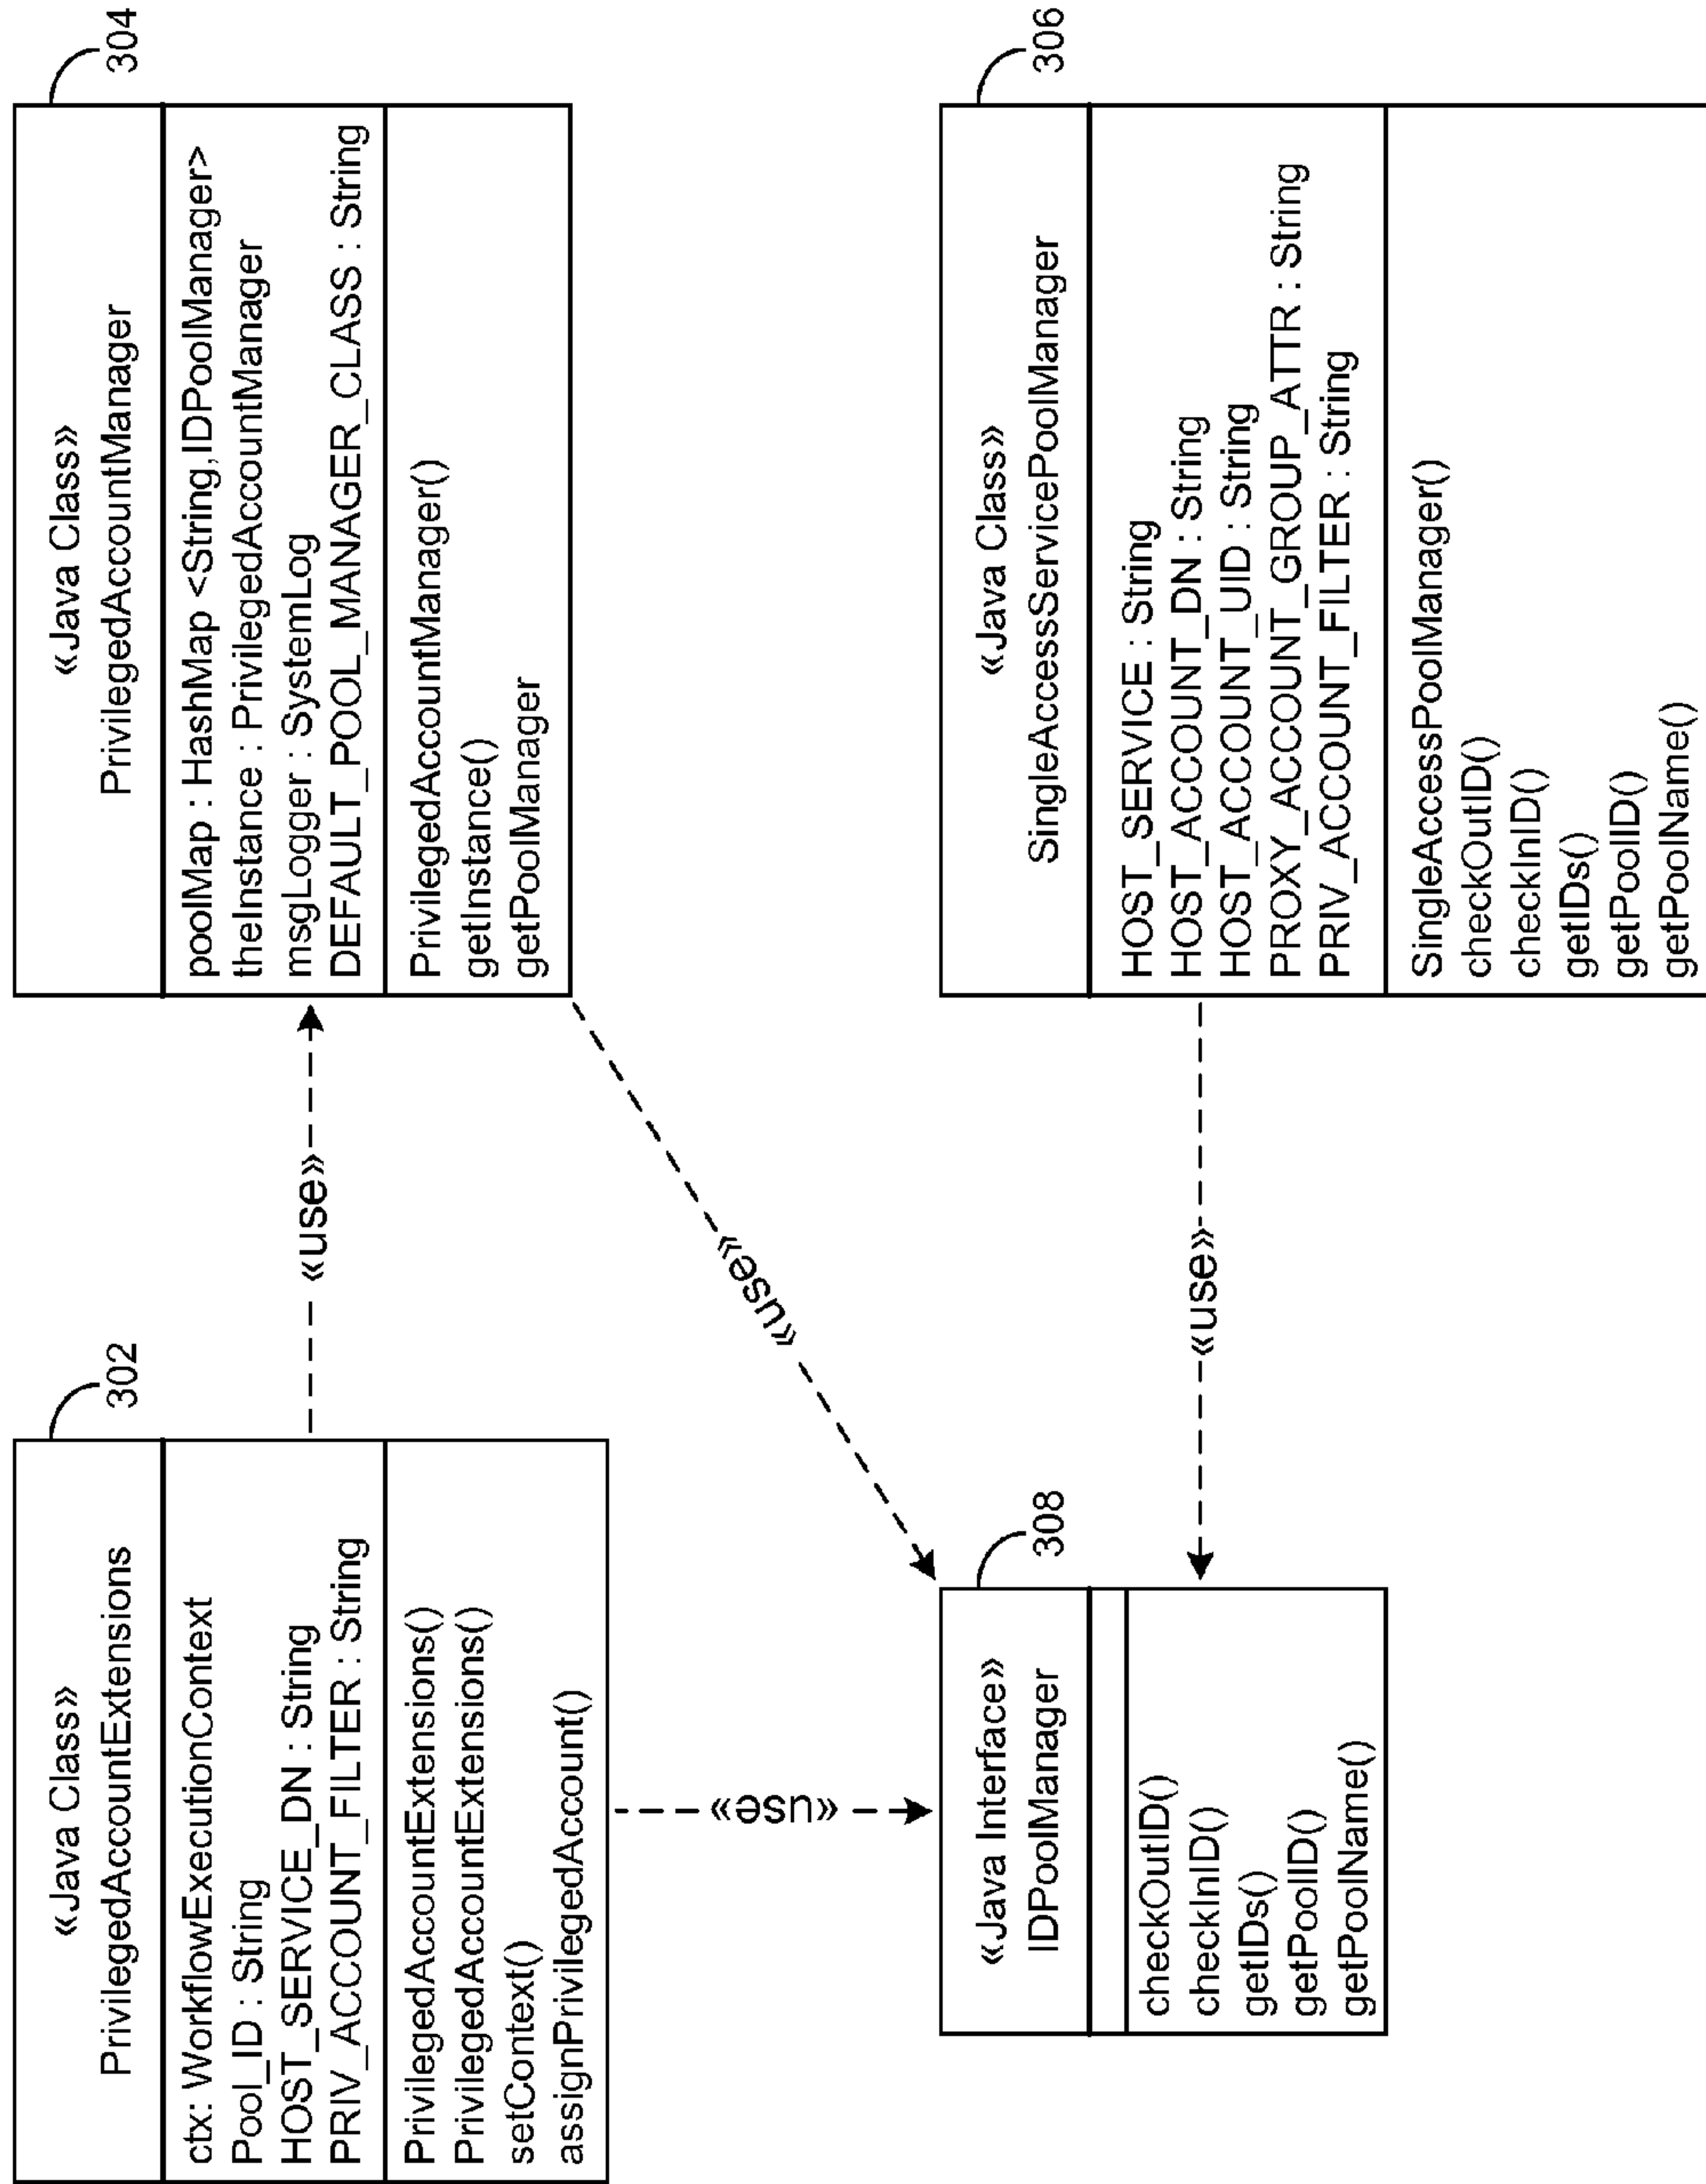 302
«Java Class»
PrivilegedAccountExtensions
ctx: WorkflowExecutionContext
Pool_ID : String
HOST_SERVICE_DN : String
PRIV_ACCOUNT_FILTER : String
PrivilegedAccountExtensions()
PrivilegedAccountExtensions()
setContext()
assignPrivilegedAccount()
«use»
304
«Java Class»
PrivilegedAccountManager
poolMap : HashMap <String,IDPoolManager>
theInstance : PrivilegedAccountManager
msgLogger : SystemLog
DEFAULT_POOL_MANAGER_CLASS : String
PrivilegedAccountManager()
getInstance()
getPoolManager
«use»
«use»
308
«Java Interface»
IDPoolManager
checkOutID()
checkInID()
getIDs()
getPoolID()
getPoolName()
«use»
306
«Java Class»
SingleAccessServicePoolManager
HOST_SERVICE : String
HOST_ACCOUNT_DN : String
HOST_ACCOUNT_UID : String
PROXY_ACCOUNT_GROUP_ATTR : String
PRIV_ACCOUNT_FILTER : String
SingleAccessPoolManager()
checkOutID()
checkInID()
getIDs()
getPoolID()
getPoolName()